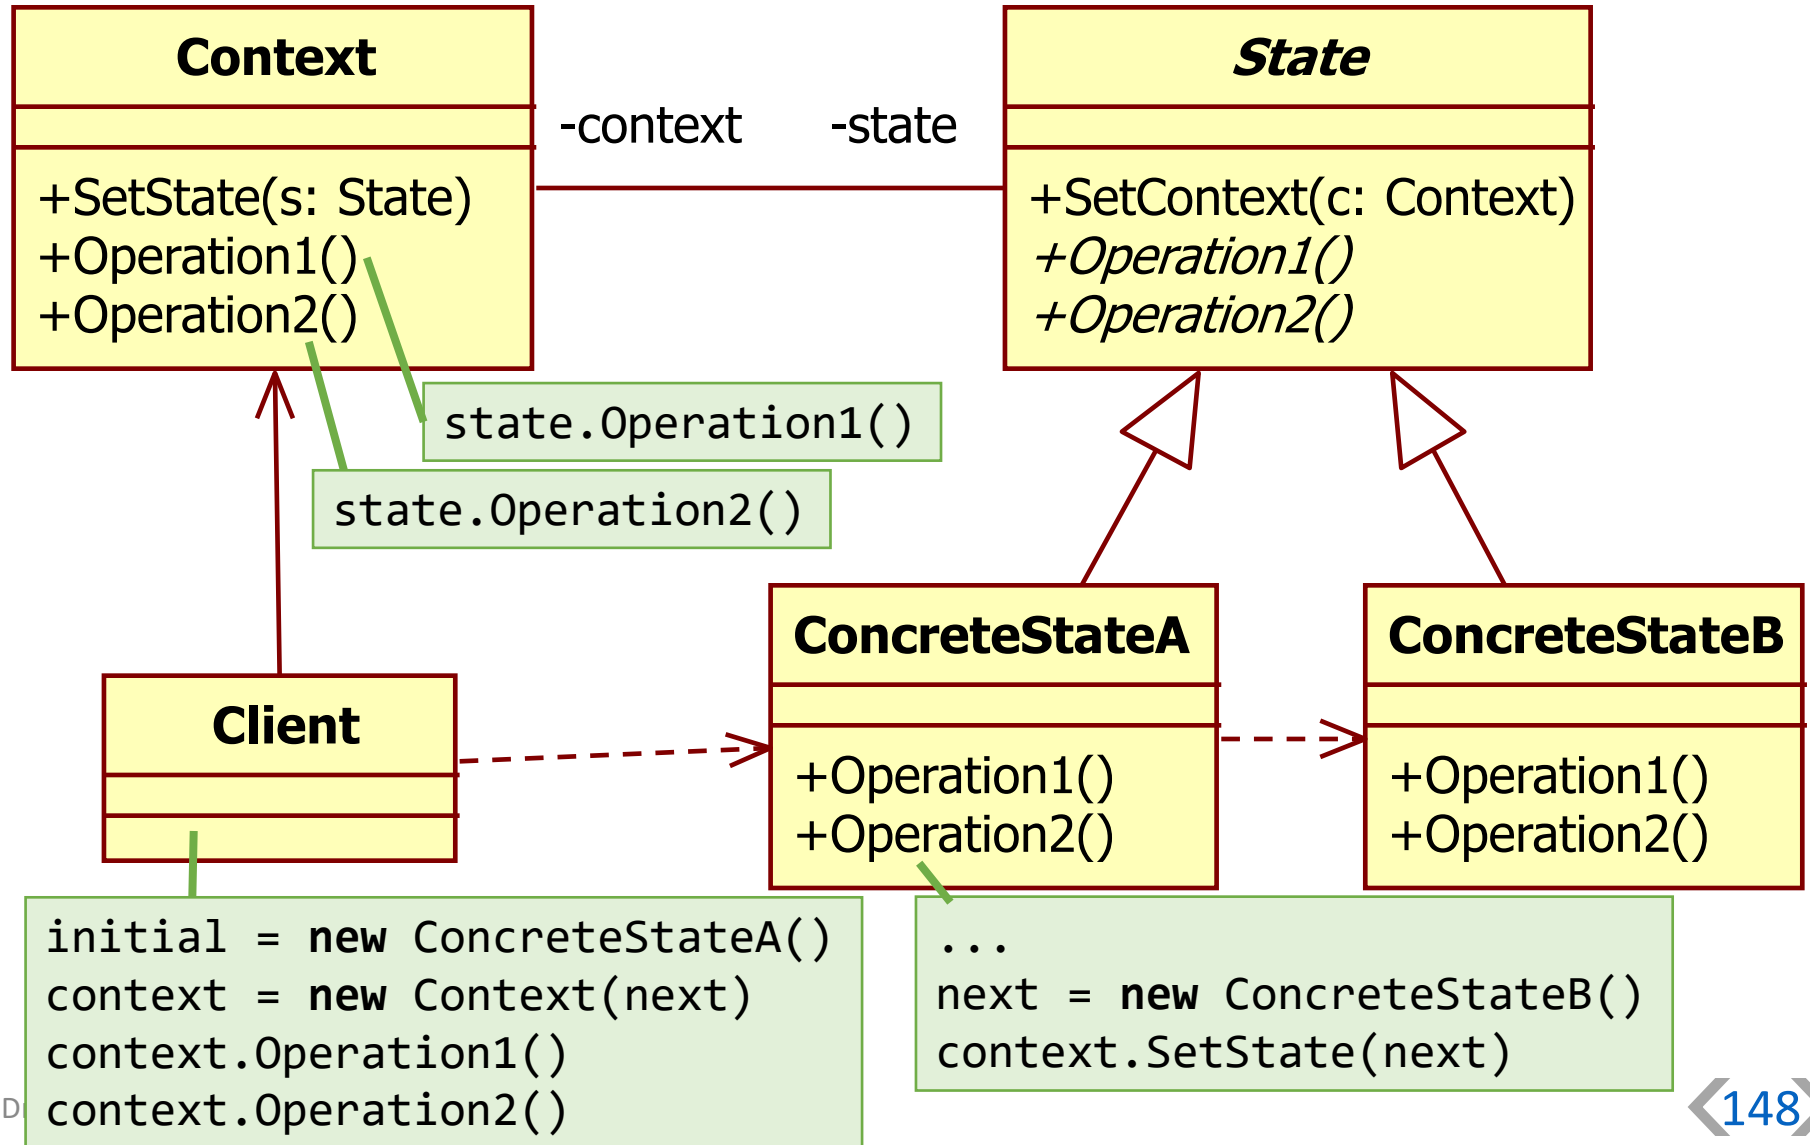 Context
+SetState(s: State)
+Operation1()
+Operation2()
-context
-state
State
+SetContext(c: Context)
+Operation1()
+Operation2()
state.Operation1()
state.Operation2()
Client
ConcreteStateA
+Operation1()
+Operation2()
ConcreteStateB
+Operation1()
+Operation2()
initial = new ConcreteStateA()
context = new Context(next)
context.Operation1()
context.Operation2()
...
next = new ConcreteStateB()
context.SetState(next)
148